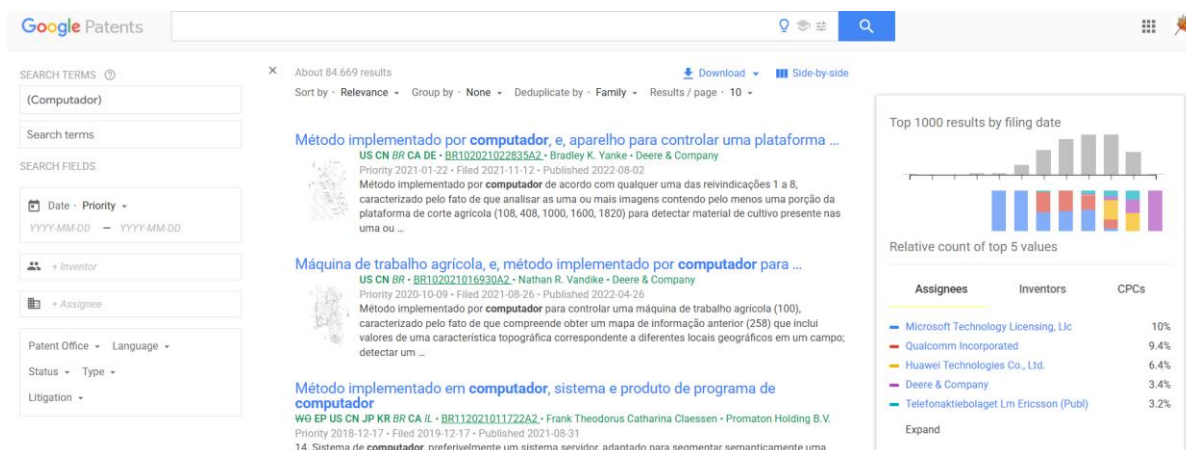 Google Patents
SEARCH TERMS
(Computador)
Search terms
SEARCH FIELDS
Date · Priority
YYYY-MM-DD — YYYY-MM-DD
+ Inventor
+ Assignee
Patent Office Language
Status Type
Litigation
About 84.669 results
Download Side-by-side
Sort by · Relevance Group by · None Deduplicate by · Family Results / page · 10
Método implementado por computador, e, aparelho para controlar uma plataforma ...
US CN BR CA DE · BR102021022835A2 · Bradley K. Yanke · Deere & Company
Priority 2021-01-22 · Filed 2021-11-12 · Published 2022-08-02
Método implementado por computador de acordo com qualquer uma das reivindicações 1 a 8,
caracterizado pelo fato de que analisar as uma ou mais imagens contendo pelo menos uma porção da
plataforma de corte agrícola (108, 408, 1000, 1600, 1820) para detectar material de cultivo presente nas
uma ou ...
Máquina de trabalho agrícola, e, método implementado por computador para ...
US CN BR · BR102021016930A2 · Nathan R. Vandike · Deere & Company
Priority 2020-10-09 · Filed 2021-08-26 · Published 2022-04-26
Método implementado por computador para controlar uma máquina de trabalho agrícola (100),
caracterizado pelo fato de que compreende obter um mapa de informação anterior (258) que inclui
valores de uma característica topográfica correspondente a diferentes locais geográficos em um campo;
detectar um ...
Método implementado em computador, sistema e produto de programa de
computador
WO EP US CN JP KR BR CA IL · BR112021011722A2 · Frank Theodorus Catharina Claessen · Promaton Holding B.V.
Priority 2018-12-17 · Filed 2019-12-17 · Published 2021-08-31
14. Sistema de computador, preferivelmente um sistema servidor, adaptado para segmentar semanticamente uma
Top 1000 results by filing date
Relative count of top 5 values
Assignees Inventors CPCs
Microsoft Technology Licensing, Llc 10%
Qualcomm Incorporated 9.4%
Huawei Technologies Co., Ltd. 6.4%
Deere & Company 3.4%
Telefonaktiebolaget Lm Ericsson (Publ) 3.2%
Expand